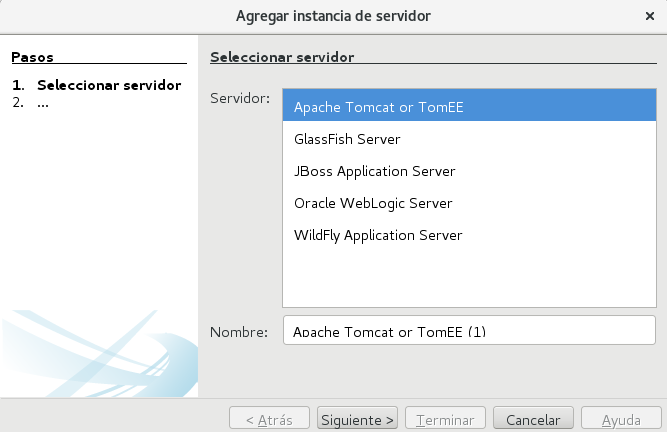 Agregar instancia de servidor
Pasos
1. Seleccionar servidor
2. ...
Seleccionar servidor
Servidor:
Apache Tomcat or TomEE
GlassFish Server
JBoss Application Server
Oracle WebLogic Server
WildFly Application Server
Nombre: Apache Tomcat or TomEE (1)
< Atrás Siguiente > Terminar Cancelar Ayuda